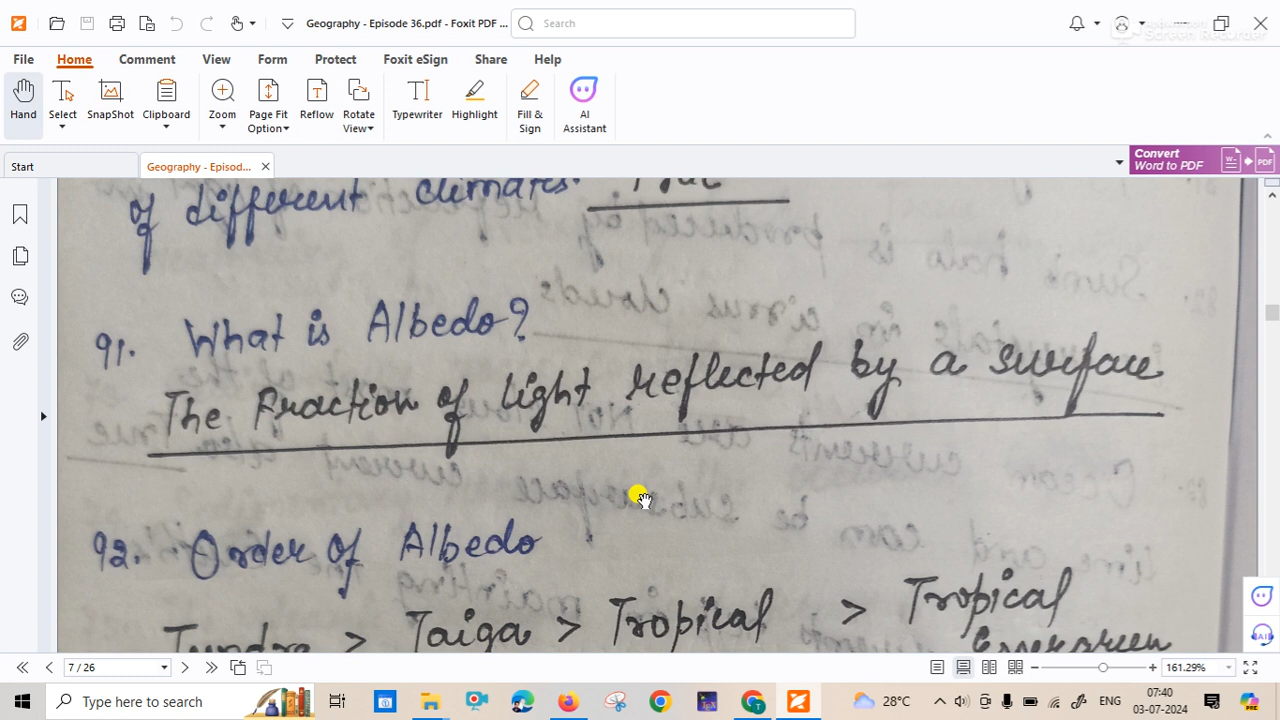 Geography - Episode 36.pdf - Foxit PDF ...
Search
Screen Recorder
File Home Comment View Form Protect Foxit eSign Share Help
Hand
Select
SnapShot
Clipboard
Zoom
Page Fit Option
Reflow
Rotate View
Typewriter
Highlight
Fill & Sign
AI Assistant
Start
Geography - Episod...
Convert Word to PDF
of different climates.
91. What is Albedo?
The Fraction of light reflected by a surface
92. Order of Albedo
Tundra > Taiga > Tropical > Tropical
Evergreen
7 / 26
161.29%
Type here to search
28°C
ENG
07:40
03-07-2024